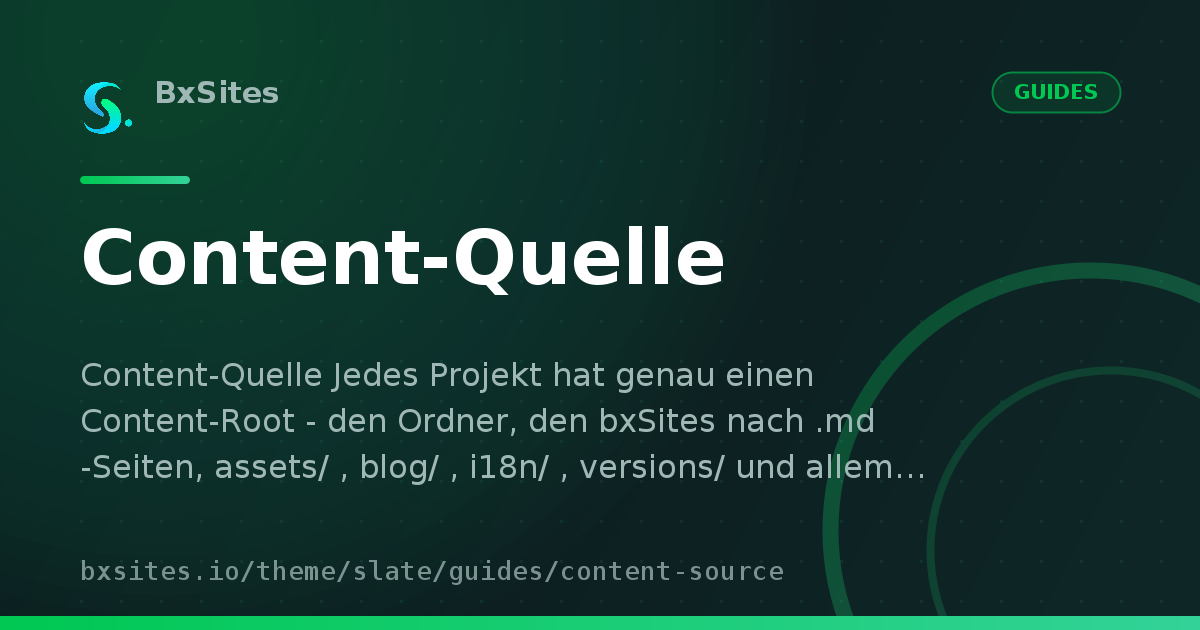 BxSites
GUIDES
Content-Quelle
Content-Quelle Jedes Projekt hat genau einen
Content-Root - den Ordner, den bxSites nach .md
-Seiten, assets/ , blog/ , i18n/ , versions/ und allem...
bxsites.io/theme/slate/guides/content-source